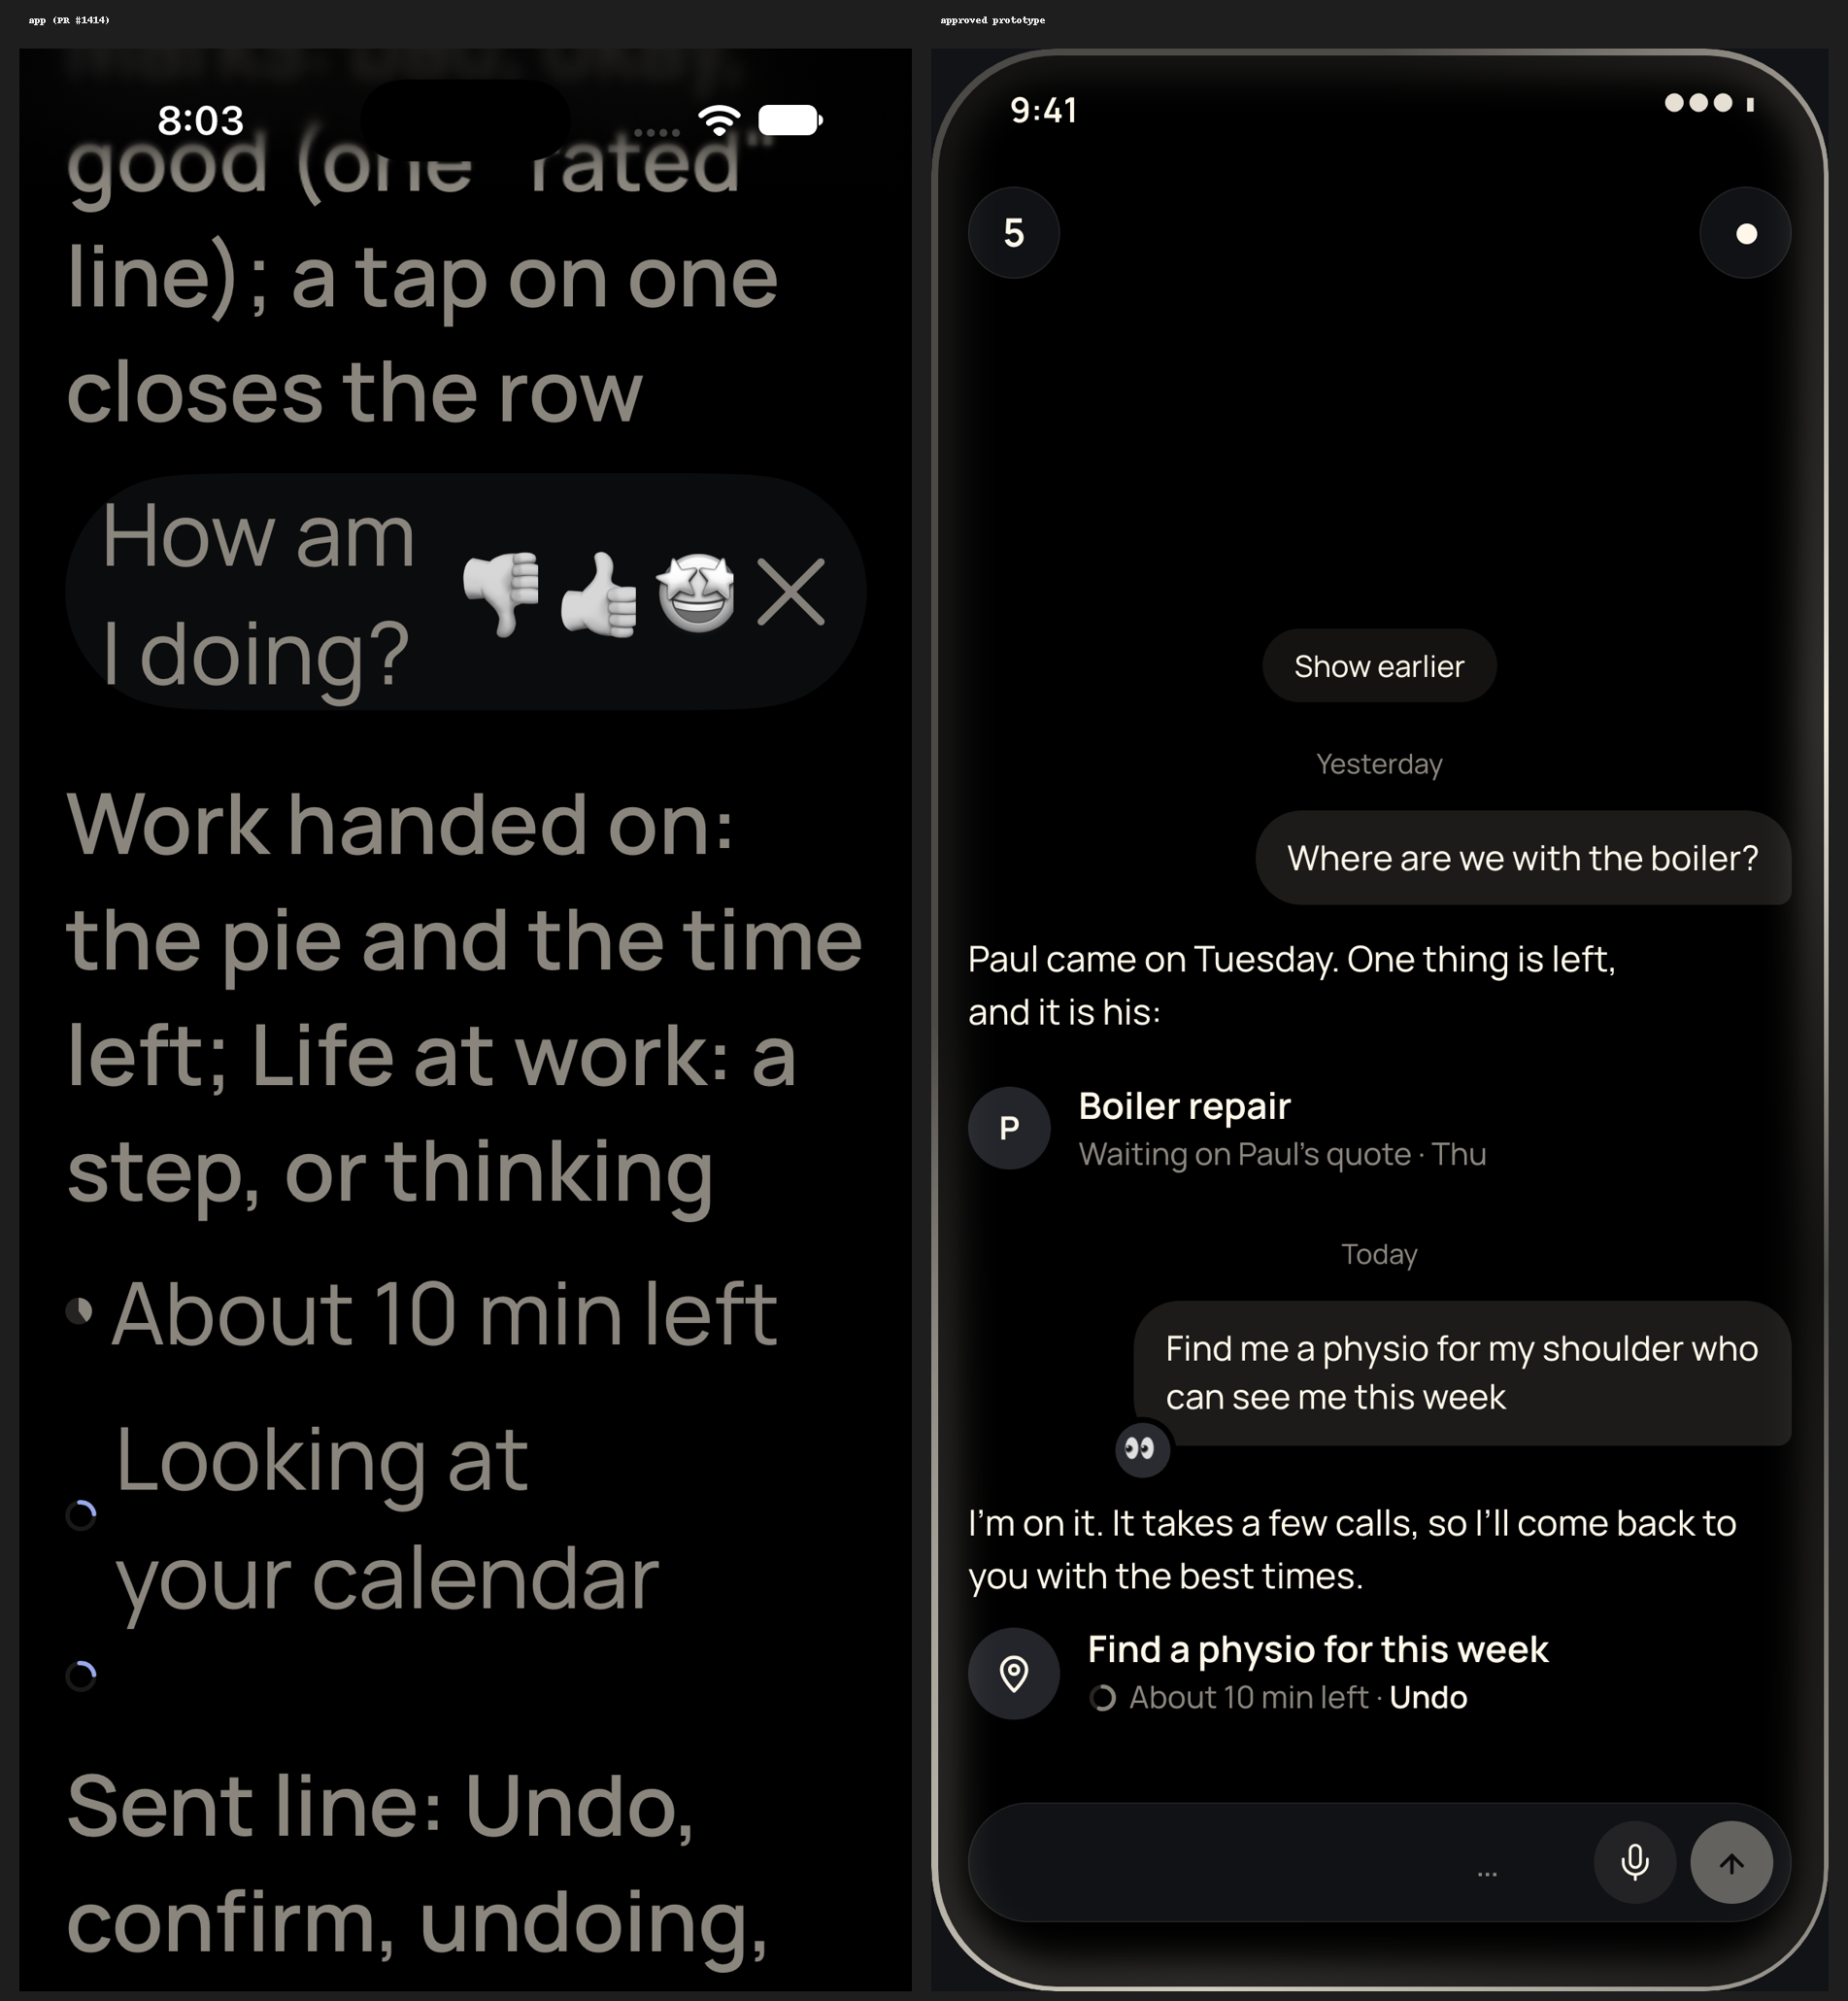 app (PR #1414)
8:03
good (one "rated"
line); a tap on one
closes the row
How am
I doing?
Work handed on:
the pie and the time
left; Life at work: a
step, or thinking
About 10 min left
Looking at
your calendar
Sent line: Undo,
confirm, undoing,
approved prototype
9:41
5
Show earlier
Yesterday
Where are we with the boiler?
Paul came on Tuesday. One thing is left,
and it is his:
P
Boiler repair
Waiting on Paul’s quote · Thu
Today
Find me a physio for my shoulder who
can see me this week
I’m on it. It takes a few calls, so I’ll come back to
you with the best times.
Find a physio for this week
About 10 min left · Undo
...